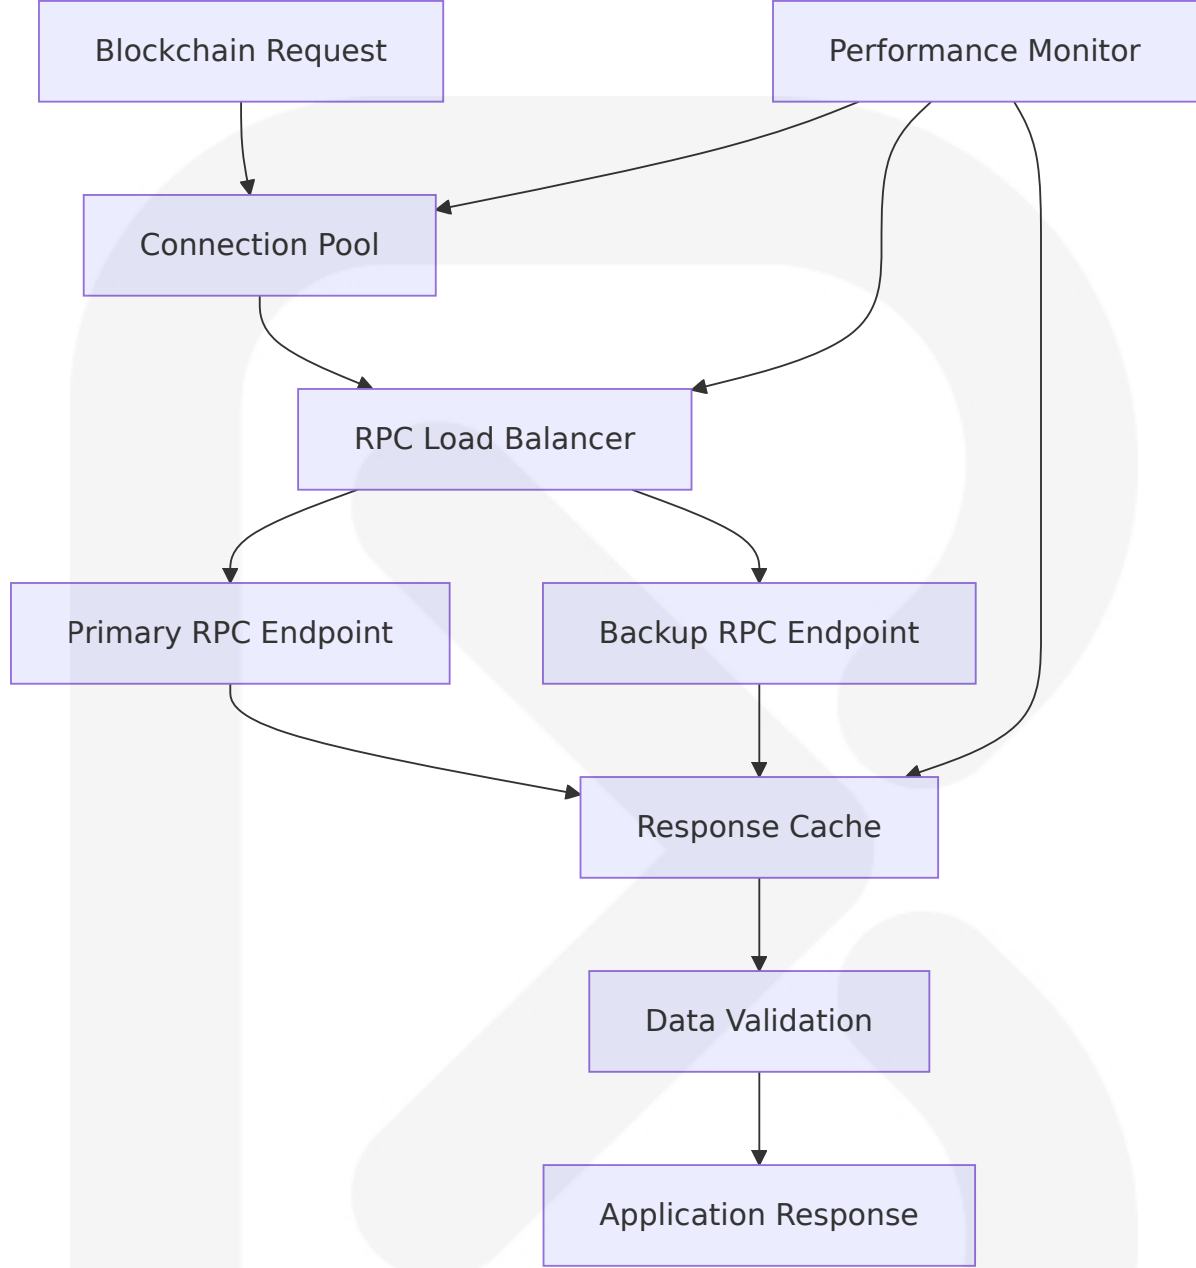 Blockchain Request
Performance Monitor
Connection Pool
RPC Load Balancer
Primary RPC Endpoint
Backup RPC Endpoint
Response Cache
Data Validation
Application Response